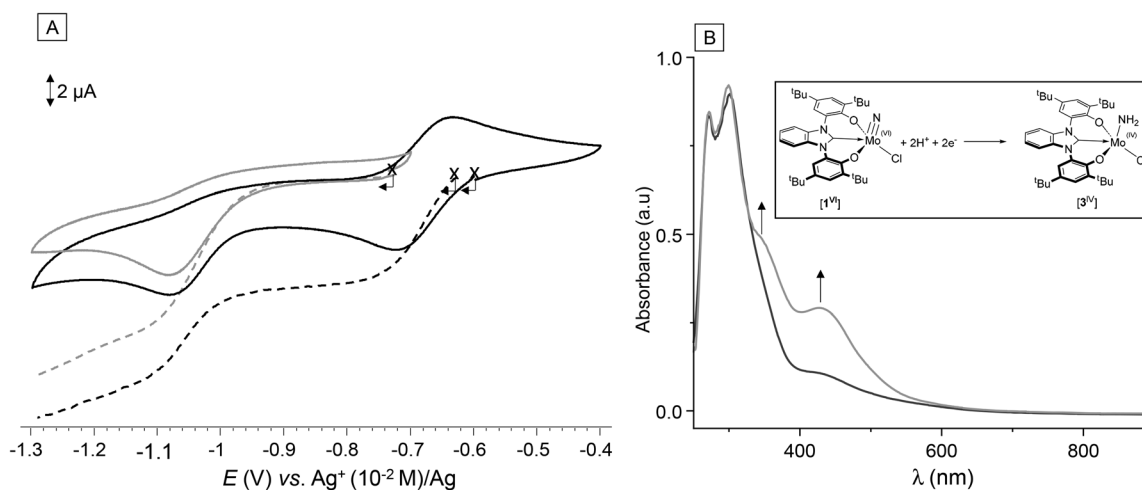 A
2 µA
X
X
X
-1.3 -1.2 -1.1 -1 -0.9 -0.8 -0.7 -0.6 -0.5 -0.4
E (V) vs. Ag⁺ (10⁻² M)/Ag
B
1.0
0.5
0.0
Absorbance (a.u)
400 600 800
λ (nm)
tBu
tBu
N
O
N
(VI)
Mo
N
O
Cl
tBu
tBu
[1VI]
+ 2H⁺ + 2e⁻
tBu
tBu
NH₂
O
N
(IV)
Mo
N
O
tBu
tBu
[3IV]